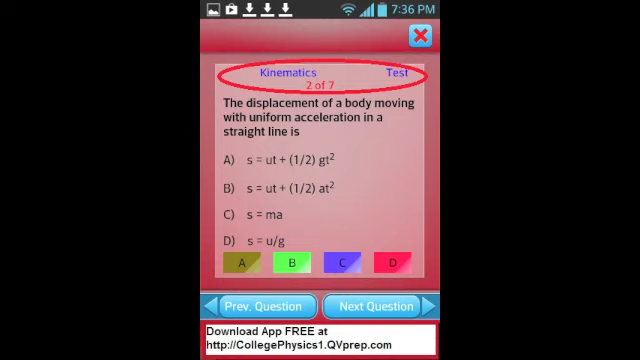 7:36 PM
Kinematics Test
2 of 7
The displacement of a body moving
with uniform acceleration in a
straight line is
A) s = ut + (1/2) gt²
B) s = ut + (1/2) at²
C) s = ma
D) s = u/g
A B C D
Prev. Question Next Question
Download App FREE at
http://CollegePhysics1.QVprep.com